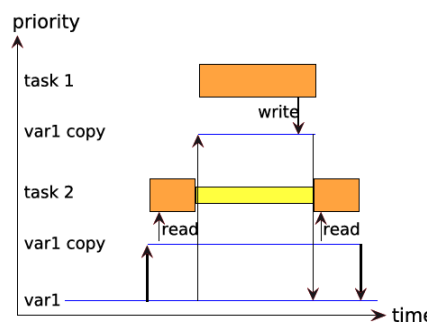 priority
task 1
write
var1 copy
task 2
read read
var1 copy
var1
time